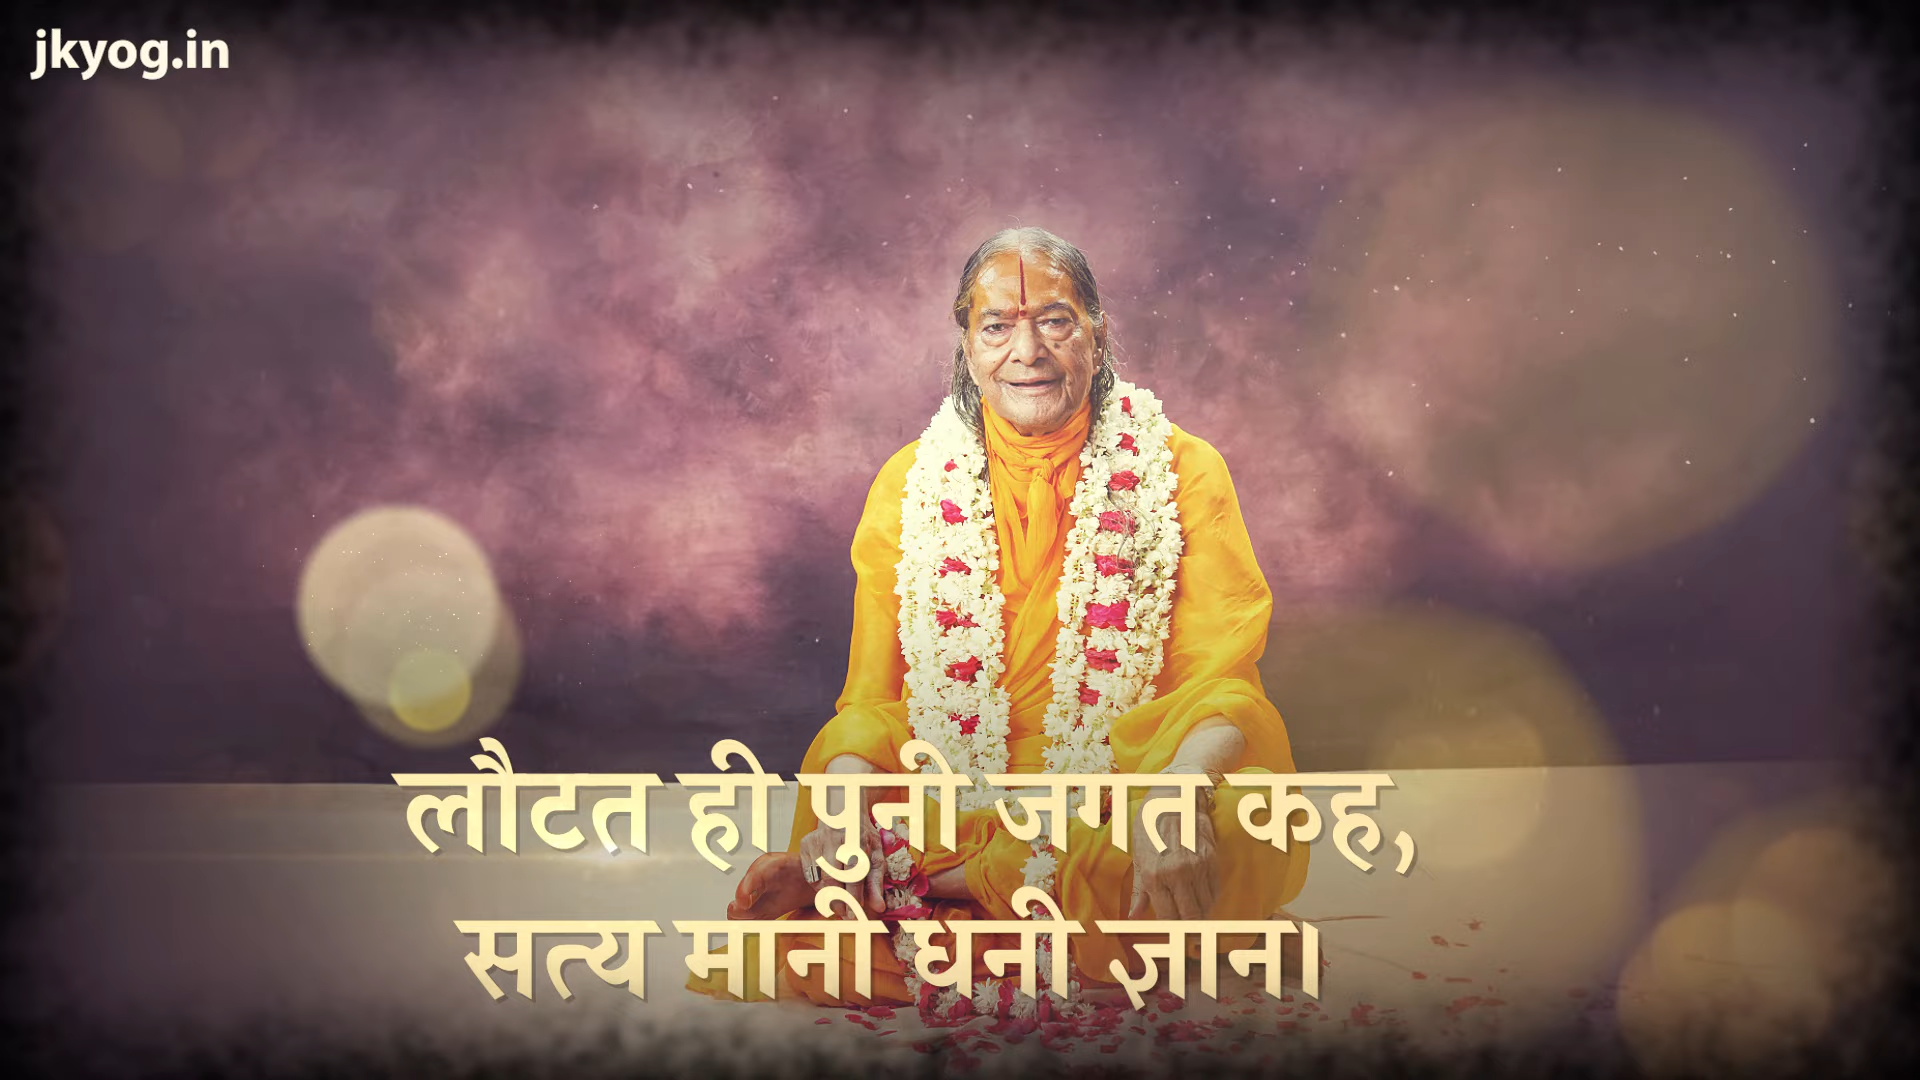 jkyog.in
लौटत ही पुनी जगत कह,
सत्य मानी धनी ज्ञान।